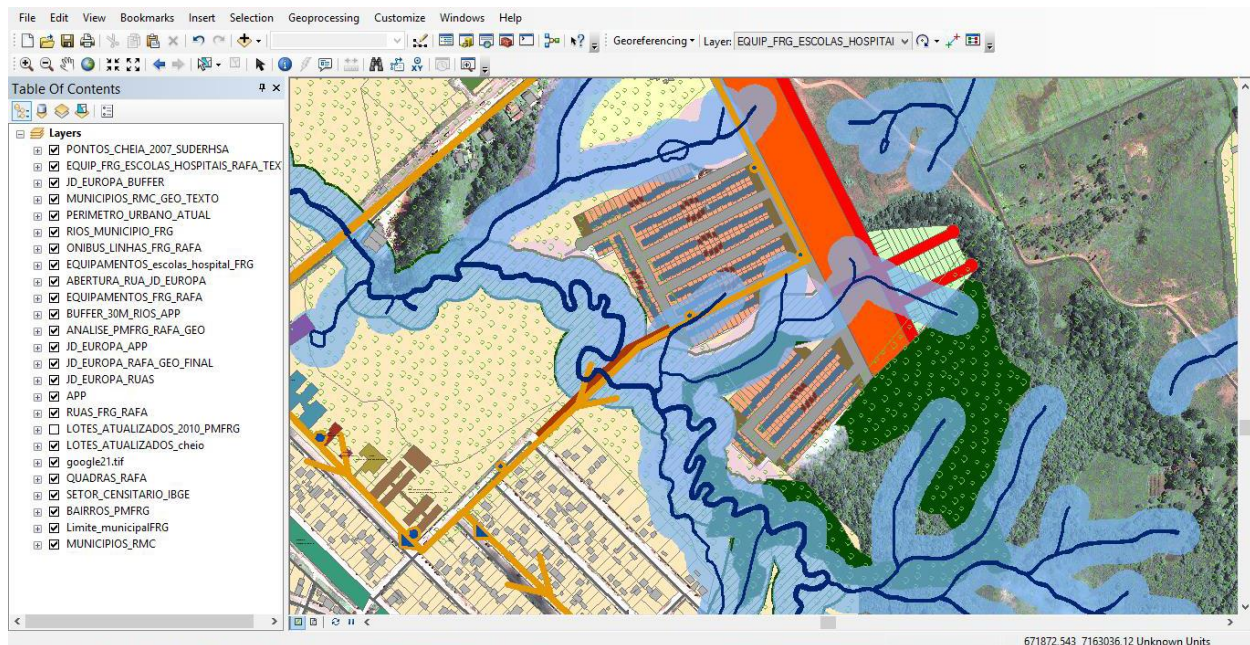 File Edit View Bookmarks Insert Selection Geoprocessing Customize Windows Help
Georeferencing Layer: EQUIP_FRG_ESCOLAS_HOSPITAI
Table Of Contents
Layers
PONTOS_CHEIA_2007_SUDERHSA
EQUIP_FRG_ESCOLAS_HOSPITAIS_RAFA_TEX
JD_EUROPA_BUFFER
MUNICIPIOS_RMC_GEO_TEXTO
PERIMETRO_URBANO_ATUAL
RIOS_MUNICIPIO_FRG
ONIBUS_LINHAS_FRG_RAFA
EQUIPAMENTOS_escolas_hospital_FRG
ABERTURA_RUA_JD_EUROPA
EQUIPAMENTOS_FRG_RAFA
BUFFER_30M_RIOS_APP
ANALISE_PMFRG_RAFA_GEO
JD_EUROPA_APP
JD_EUROPA_RAFA_GEO_FINAL
JD_EUROPA_RUAS
APP
RUAS_FRG_RAFA
LOTES_ATUALIZADOS_2010_PMFRG
LOTES_ATUALIZADOS_cheio
google21.tif
QUADRAS_RAFA
SETOR_CENSITARIO_IBGE
BAIRROS_PMFRG
Limite_municipalFRG
MUNICIPIOS_RMC
671872,543 7163036,12 Unknown Units